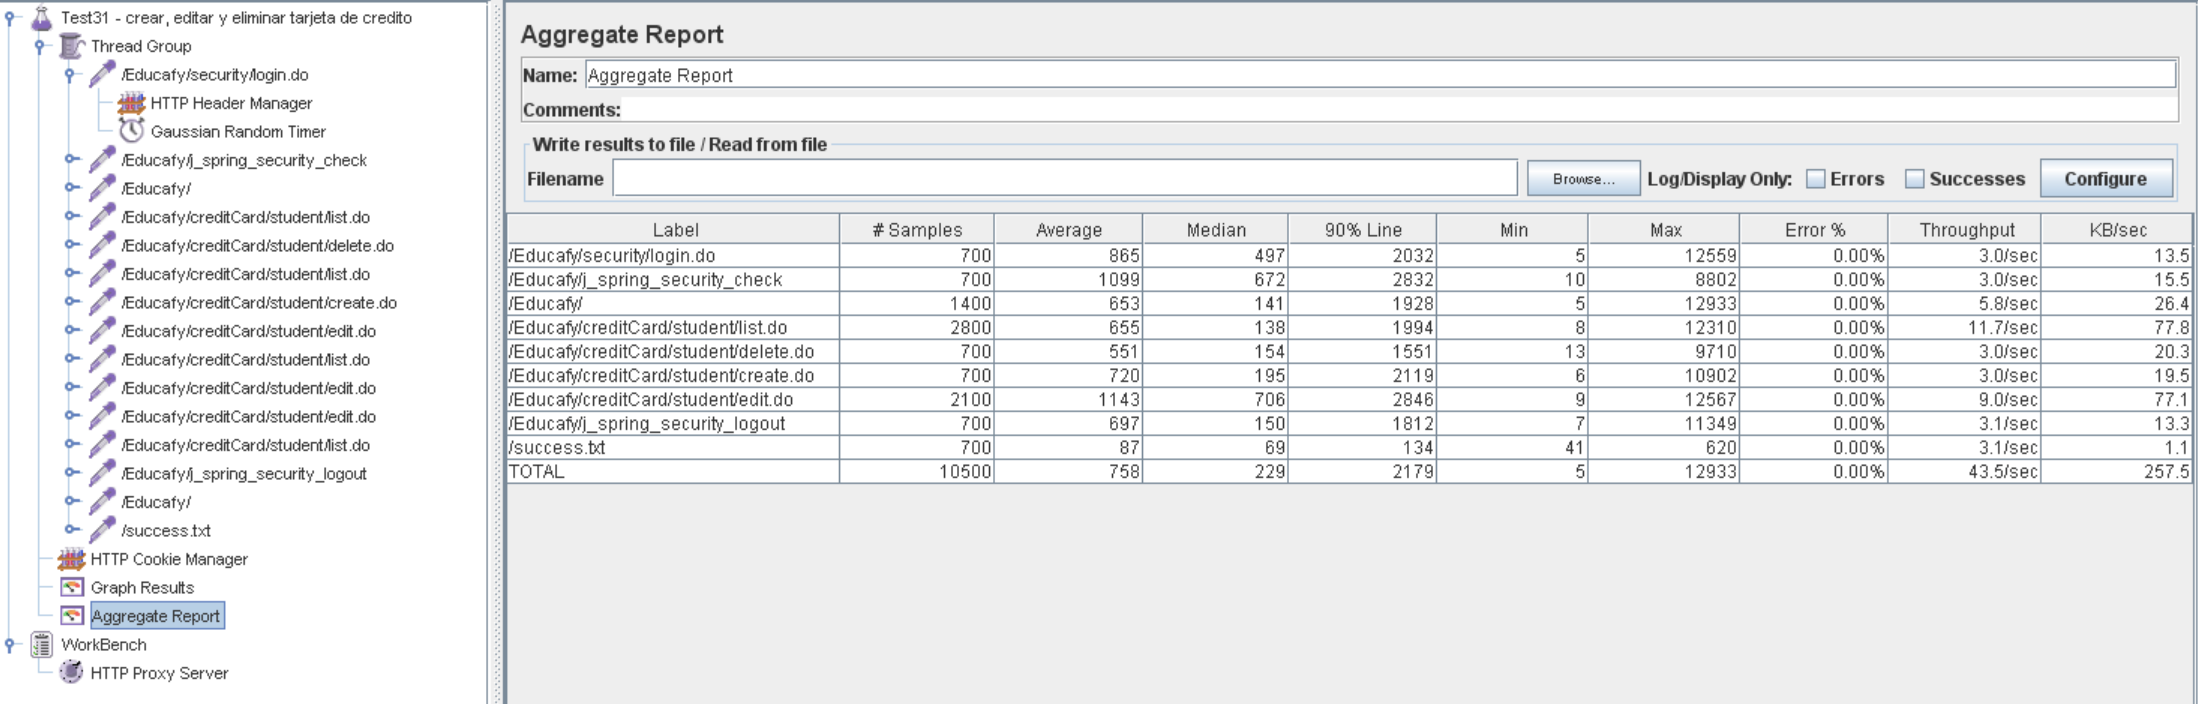 Test31 - crear, editar y eliminar tarjeta de credito
Thread Group
/Educafy/security/login.do
HTTP Header Manager
Gaussian Random Timer
/Educafy/j_spring_security_check
/Educafy/
/Educafy/creditCard/student/list.do
/Educafy/creditCard/student/delete.do
/Educafy/creditCard/student/list.do
/Educafy/creditCard/student/create.do
/Educafy/creditCard/student/edit.do
/Educafy/creditCard/student/list.do
/Educafy/creditCard/student/edit.do
/Educafy/creditCard/student/edit.do
/Educafy/creditCard/student/list.do
/Educafy/j_spring_security_logout
/Educafy/
/success.txt
HTTP Cookie Manager
Graph Results
Aggregate Report
WorkBench
HTTP Proxy Server
Aggregate Report
Name: Aggregate Report
Comments:
Write results to file / Read from file
Filename Browse... Log/Display Only: Errors Successes Configure
Label # Samples Average Median 90% Line Min Max Error % Throughput KB/sec
/Educafy/security/login.do 700 865 497 2032 5 12559 0.00% 3.0/sec 13.5
/Educafy/j_spring_security_check 700 1099 672 2832 10 8802 0.00% 3.0/sec 15.5
/Educafy/ 1400 653 141 1928 5 12933 0.00% 5.8/sec 26.4
/Educafy/creditCard/student/list.do 2800 655 138 1994 8 12310 0.00% 11.7/sec 77.8
/Educafy/creditCard/student/delete.do 700 551 154 1551 13 9710 0.00% 3.0/sec 20.3
/Educafy/creditCard/student/create.do 700 720 195 2119 6 10902 0.00% 3.0/sec 19.5
/Educafy/creditCard/student/edit.do 2100 1143 706 2846 9 12567 0.00% 9.0/sec 77.1
/Educafy/j_spring_security_logout 700 697 150 1812 7 11349 0.00% 3.1/sec 13.3
/success.txt 700 87 69 134 41 620 0.00% 3.1/sec 1.1
TOTAL 10500 758 229 2179 5 12933 0.00% 43.5/sec 257.5